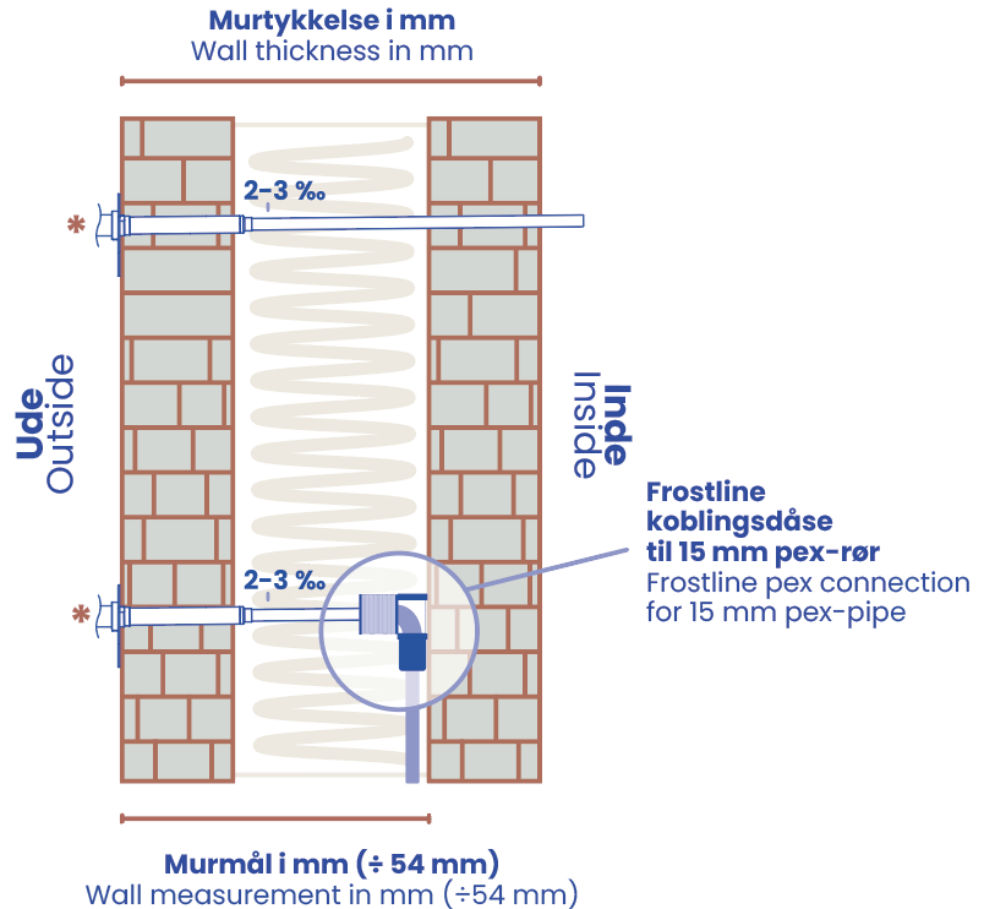 Murtykkelse i mm
Wall thickness in mm
2-3 ‰
*
Ude
Outside
Inde
Inside
Frostline
koblingsdåse
til 15 mm pex-rør
Frostline pex connection
for 15 mm pex-pipe
2-3 ‰
*
Murmål i mm (÷ 54 mm)
Wall measurement in mm (÷54 mm)